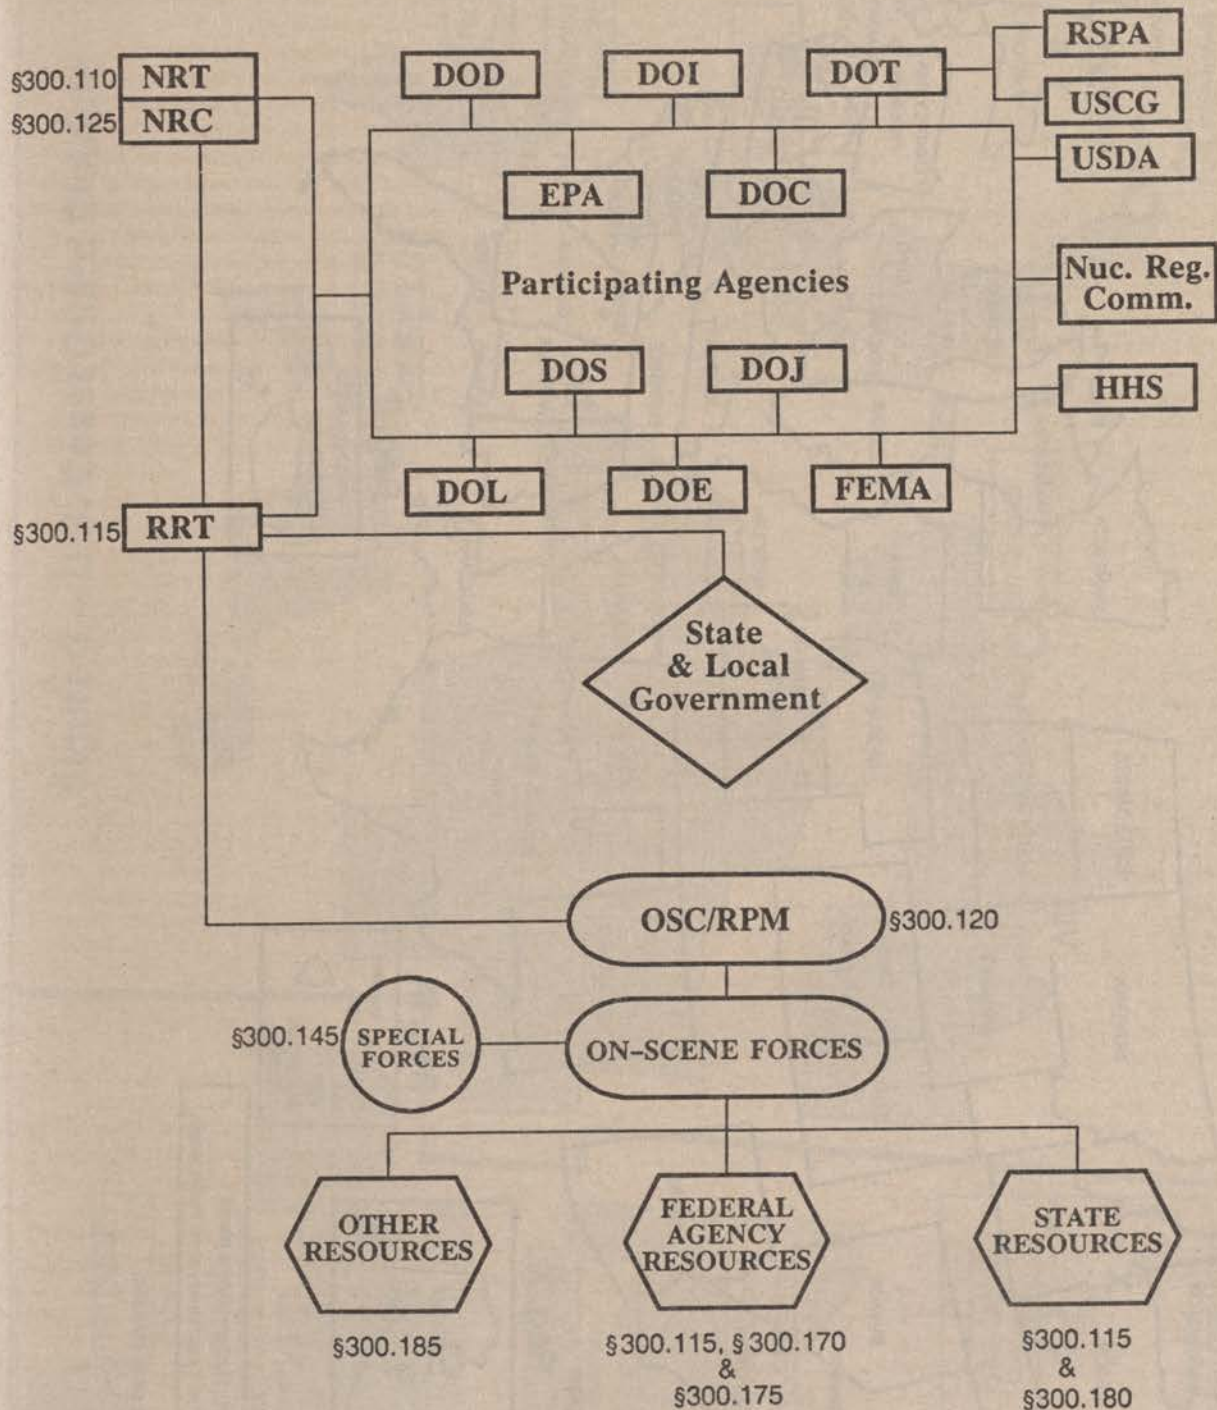 RSPA
§300.110 NRT
DOD
DOI
DOT
§300.125 NRC
USCG
USDA
EPA
DOC
Participating Agencies
Nuc. Reg.
Comm.
DOS
DOJ
HHS
DOL
DOE
FEMA
§300.115 RRT
State
& Local
Government
OSC/RPM §300.120
§300.145 SPECIAL
FORCES
ON-SCENE FORCES
OTHER
RESOURCES
§300.185
FEDERAL
AGENCY
RESOURCES
§300.115, §300.170
&
§300.175
STATE
RESOURCES
§300.115
&
§300.180